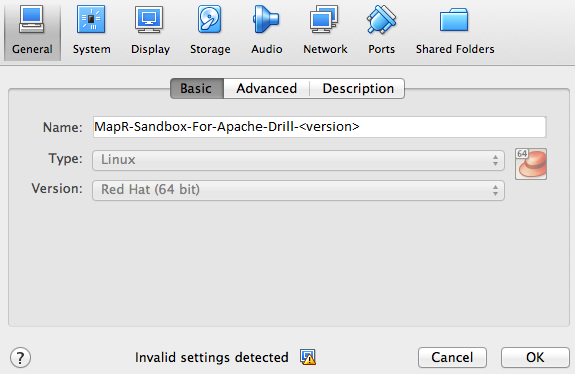 General System Display Storage Audio Network Ports Shared Folders
Basic Advanced Description
Name: MapR-Sandbox-For-Apache-Drill-<version>
Type: Linux
64
Version: Red Hat (64 bit)
? Invalid settings detected Cancel OK